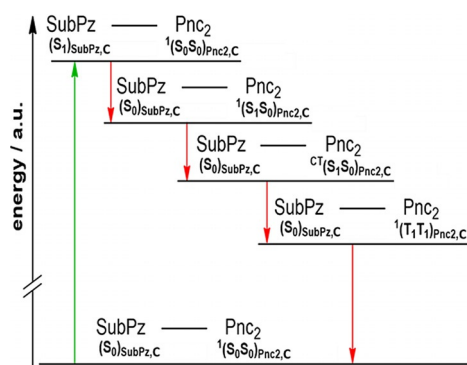 SubPz — Pnc₂
(S₁)SubPz,C ¹(S₀S₀)Pnc2,C
SubPz — Pnc₂
(S₀)SubPz,C ¹(S₁S₀)Pnc2,C
SubPz — Pnc₂
(S₀)SubPz,C CT(S₁S₀)Pnc2,C
SubPz — Pnc₂
(S₀)SubPz,C ¹(T₁T₁)Pnc2,C
SubPz — Pnc₂
(S₀)SubPz,C ¹(S₀S₀)Pnc2,C
energy / a.u.